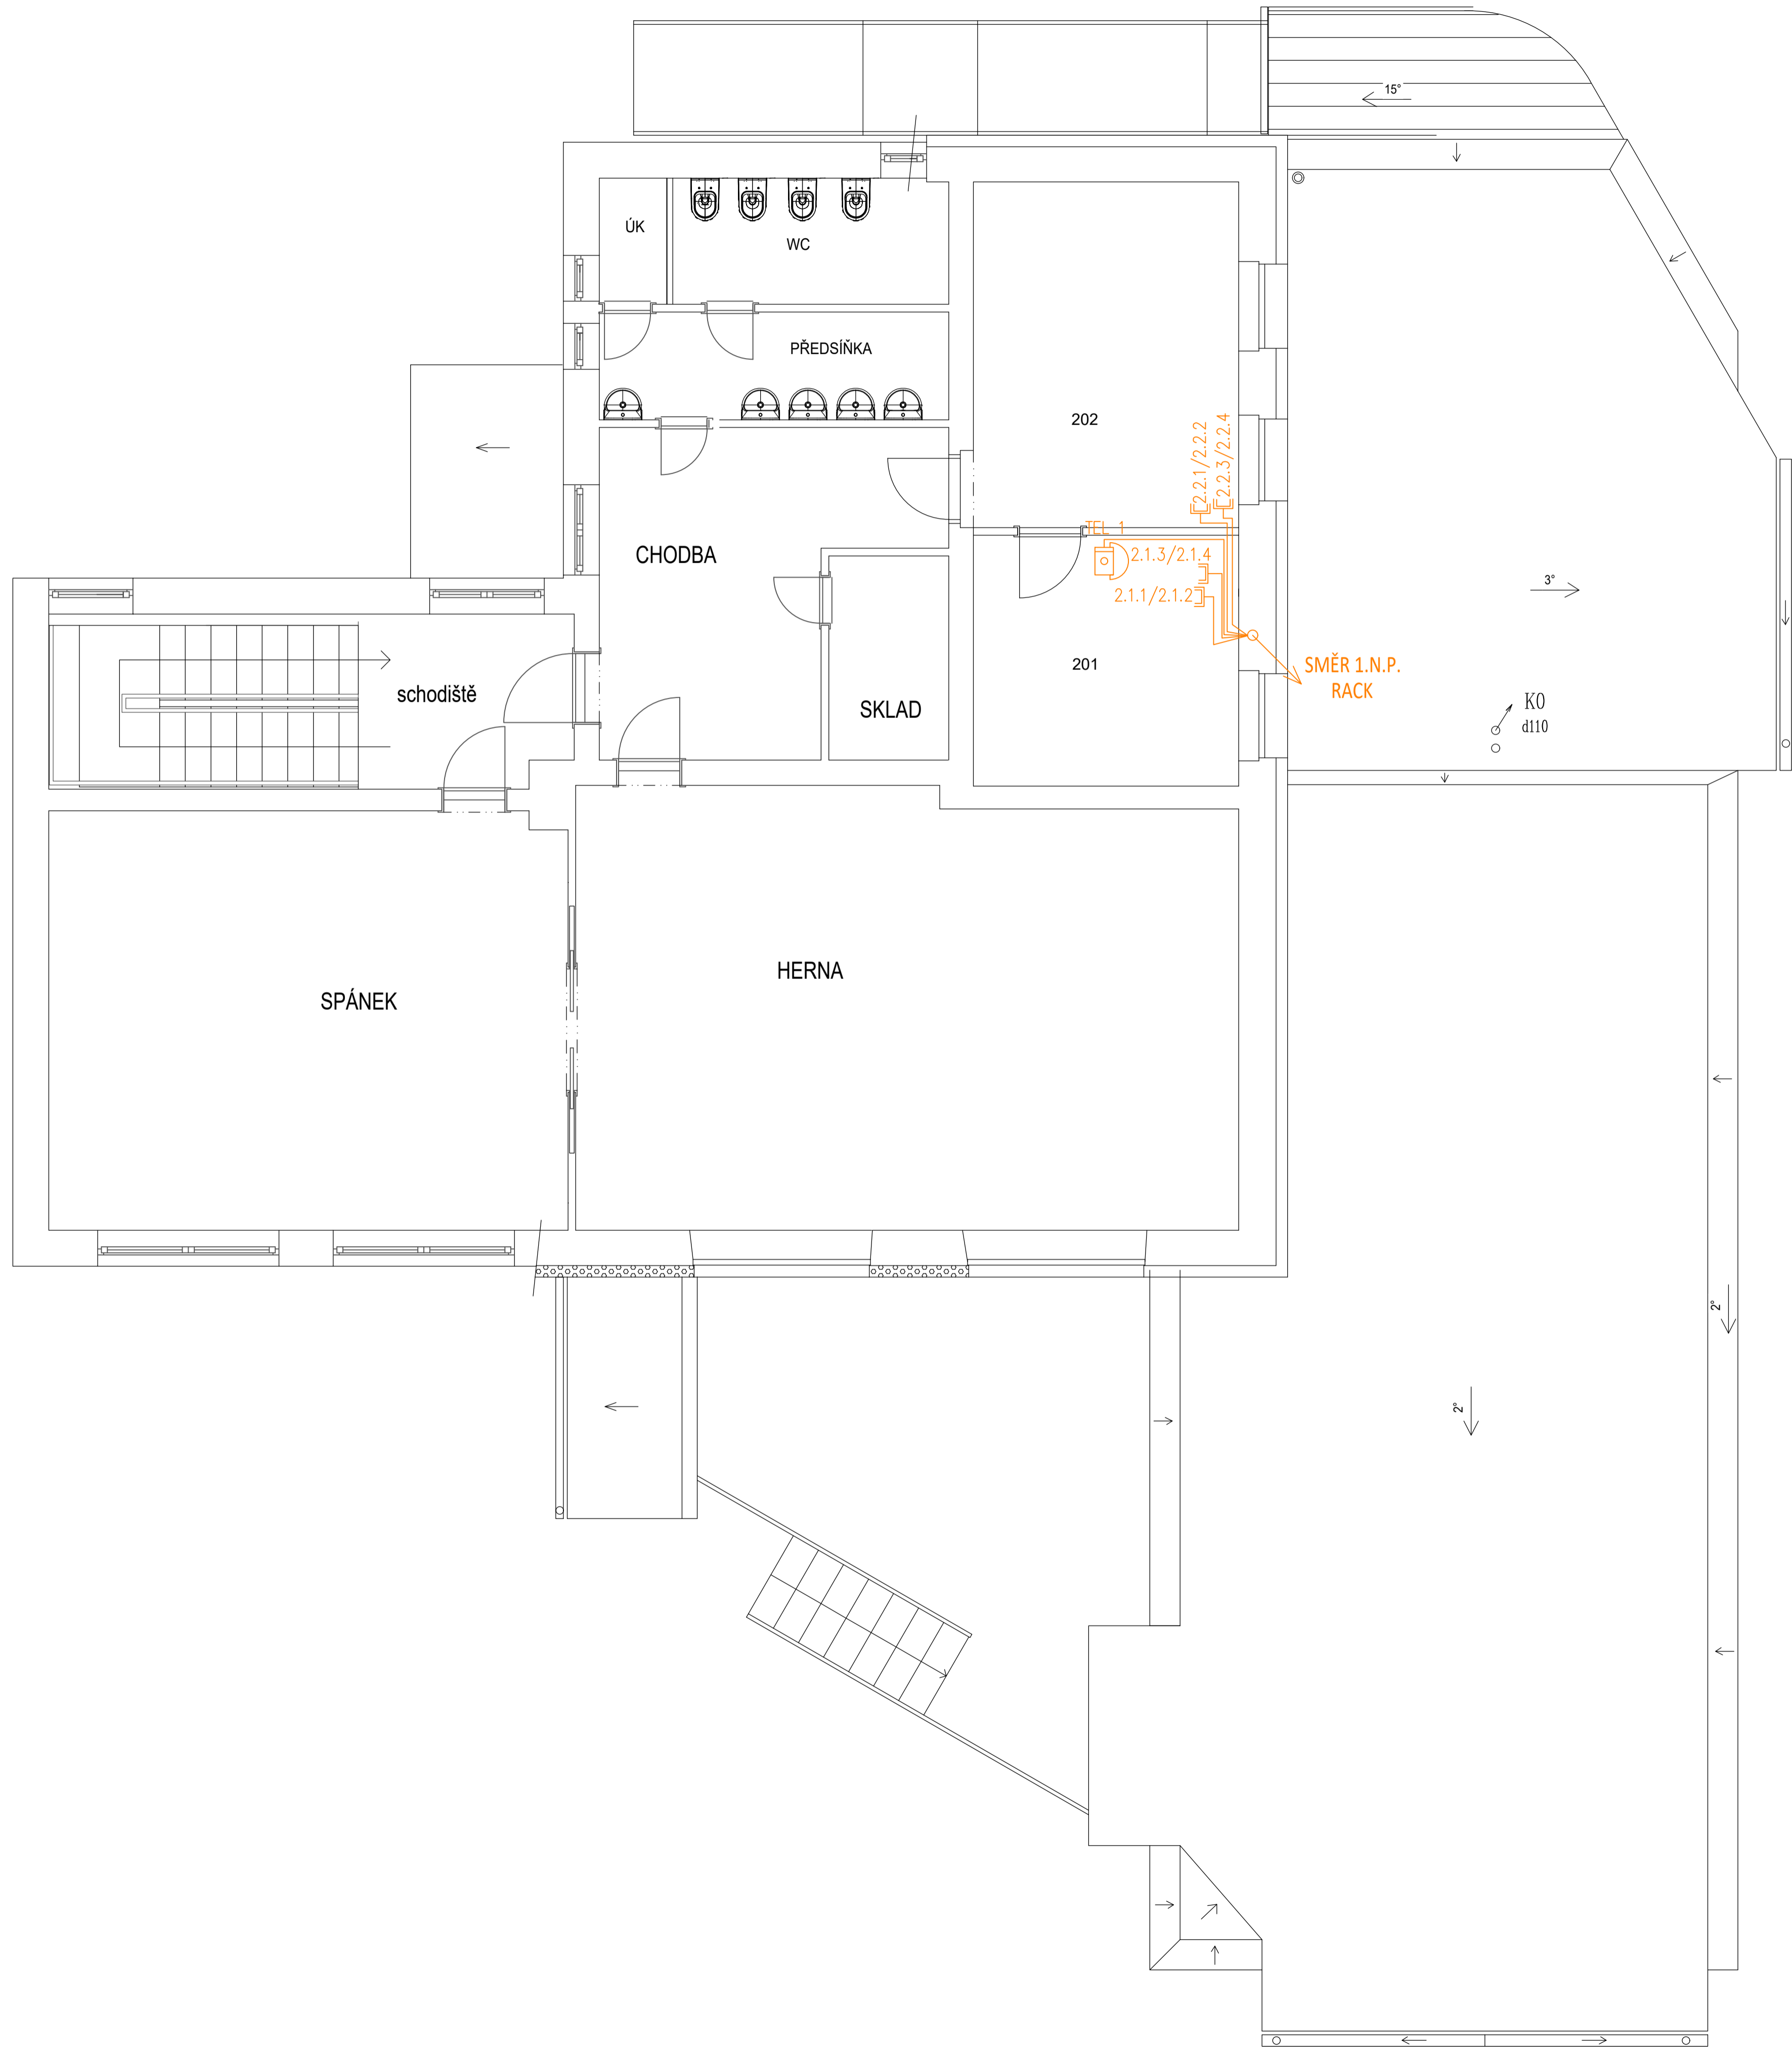 15°
ÚK
WC
PŘEDSÍŇKA
202
2.2.1/2.2.2
2.2.3/2.2.4
TEL 1
CHODBA
2.1.3/2.1.4
3°
2.1.1/2.1.2
201
SMĚR 1.N.P.
RACK
schodiště
SKLAD
K0
d110
HERNA
SPÁNEK
2°
2°